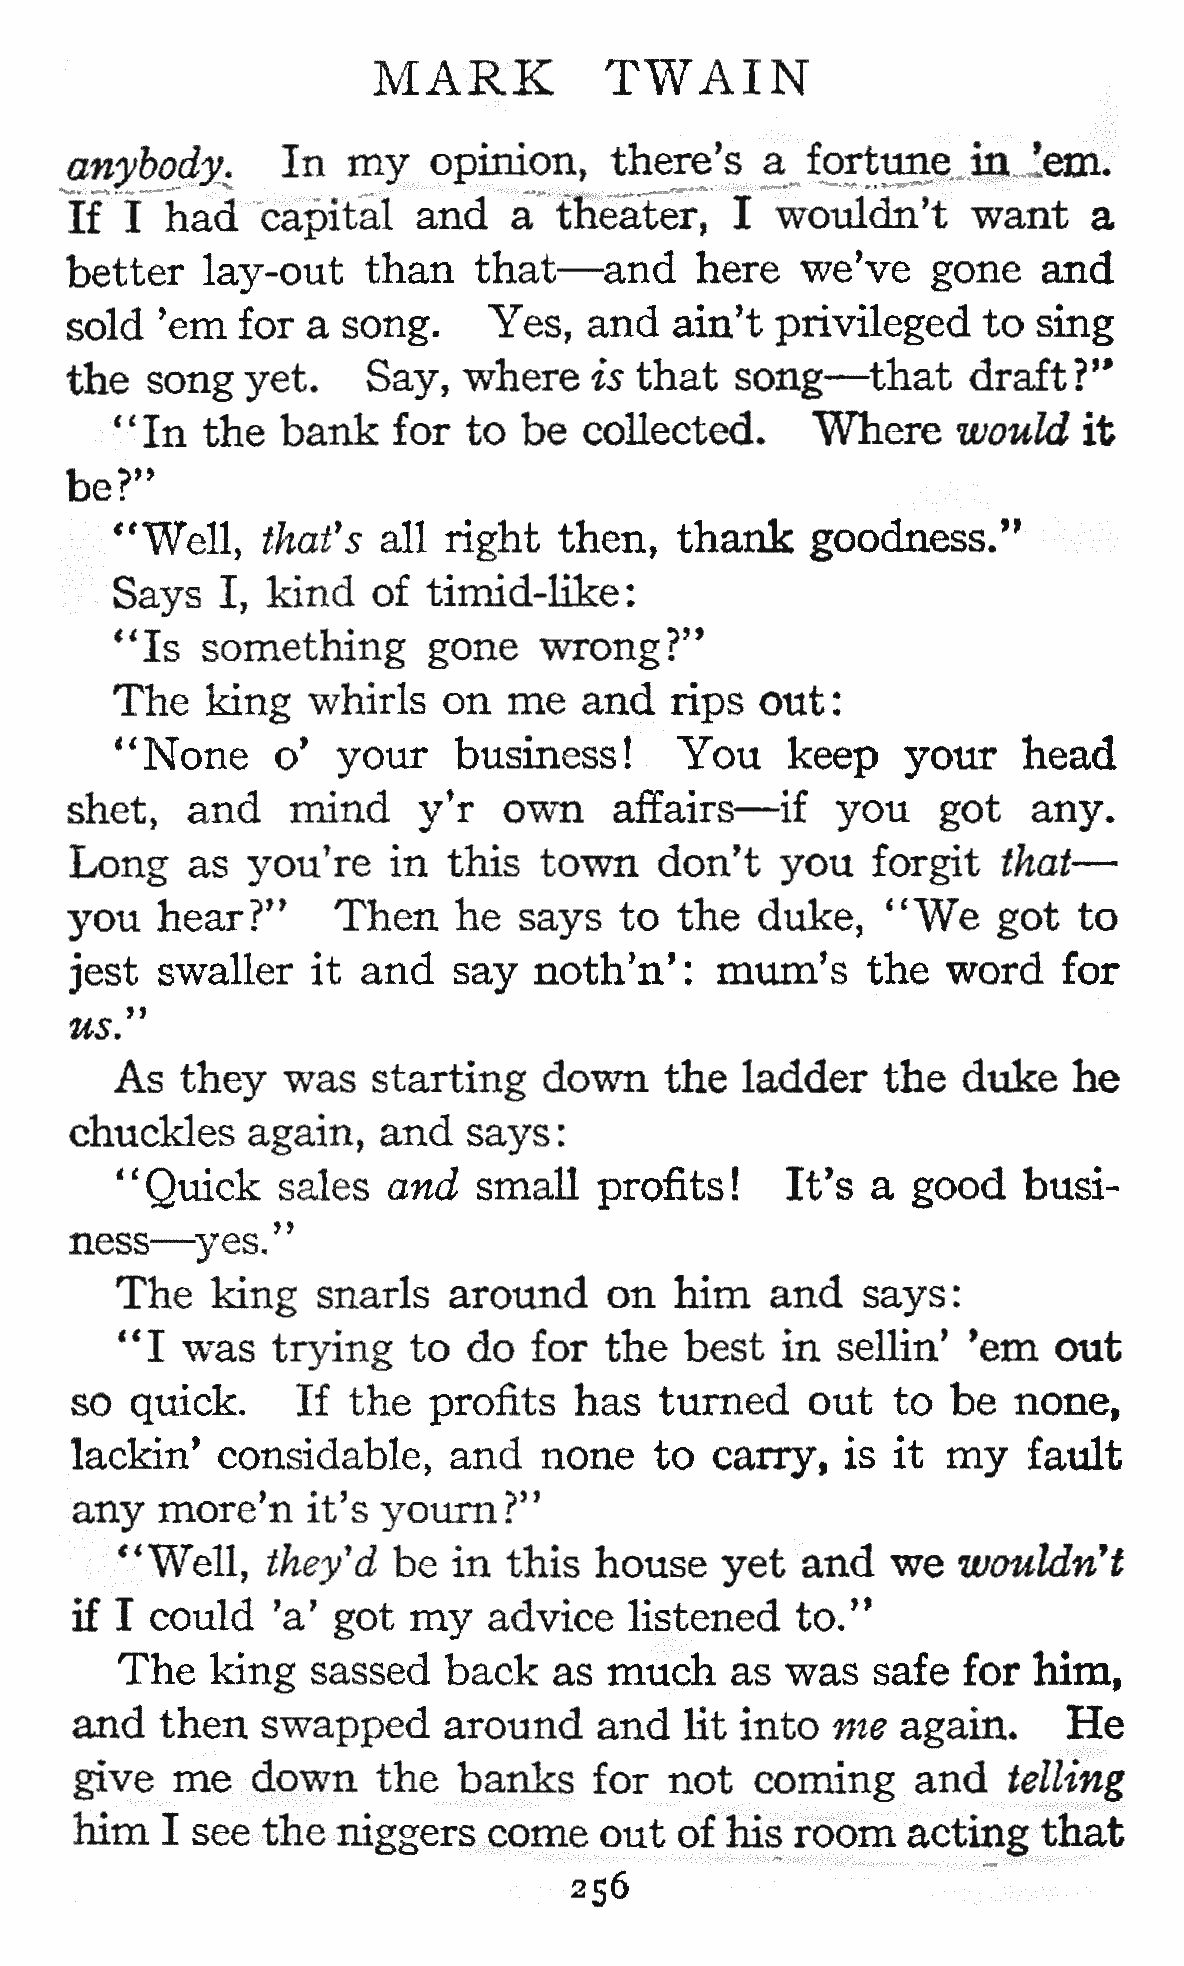 MARK TWAIN
anybody. In my opinion, there's a fortune in 'em.
If I had capital and a theater, I wouldn't want a
better lay-out than that—and here we've gone and
sold 'em for a song. Yes, and ain't privileged to sing
the song yet. Say, where is that song—that draft?"
"In the bank for to be collected. Where would it
be?"
"Well, that's all right then, thank goodness."
Says I, kind of timid-like:
"Is something gone wrong?"
The king whirls on me and rips out:
"None o' your business! You keep your head
shet, and mind y'r own affairs—if you got any.
Long as you're in this town don't you forgit that—
you hear?" Then he says to the duke, "We got to
jest swaller it and say noth'n': mum's the word for
us."
As they was starting down the ladder the duke he
chuckles again, and says:
"Quick sales and small profits! It's a good busi-
ness—yes."
The king snarls around on him and says:
"I was trying to do for the best in sellin' 'em out
so quick. If the profits has turned out to be none,
lackin' considable, and none to carry, is it my fault
any more'n it's yourn?"
"Well, they'd be in this house yet and we wouldn't
if I could 'a' got my advice listened to."
The king sassed back as much as was safe for him,
and then swapped around and lit into me again. He
give me down the banks for not coming and telling
him I see the niggers come out of his room acting that
256